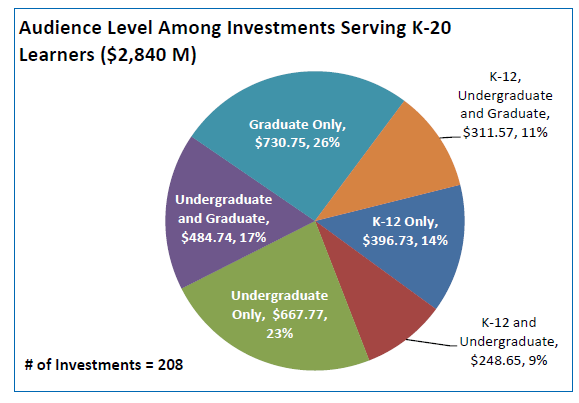 Audience Level Among Investments Serving K-20
Learners ($2,840 M)
K-12,
Undergraduate
and Graduate,
$311.57, 11%
Graduate Only,
$730.75, 26%
Undergraduate
and Graduate,
$484.74, 17%
K-12 Only,
$396.73, 14%
Undergraduate
Only,  $667.77,
23%
K-12 and
Undergraduate,
$248.65, 9%
# of Investments = 208